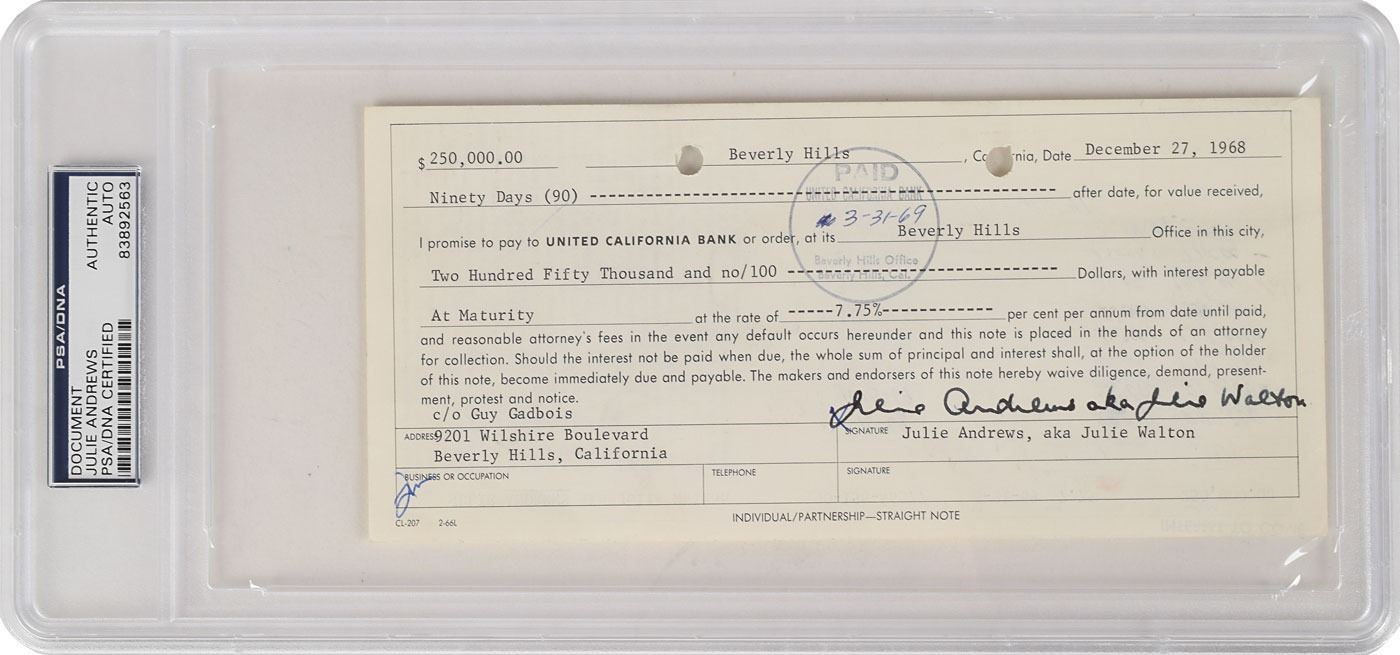 PSA/DNA
DOCUMENT
JULIE ANDREWS
PSA/DNA CERTIFIED
AUTHENTIC
AUTO
83892563
$ 250,000.00 Beverly Hills , Ca nia, Date December 27, 1968
Ninety Days (90) after date, for value received,
I promise to pay to UNITED CALIFORNIA BANK or order, at its Beverly Hills Office in this city,
Two Hundred Fifty Thousand and no/100 Dollars, with interest payable
At Maturity at the rate of -----7.75%------------ per cent per annum from date until paid,
and reasonable attorney's fees in the event any default occurs hereunder and this note is placed in the hands of an attorney
for collection. Should the interest not be paid when due, the whole sum of principal and interest shall, at the option of the holder
of this note, become immediately due and payable. The makers and endorsers of this note hereby waive diligence, demand, present-
ment, protest and notice.
PAID
UNITED CALIFORNIA BANK
3-31-69
Beverly Hills Office
Beverly Hills, Cal.
Julie Andrews aka Julie Walton
c/o Guy Gadbois
ADDRESS 9201 Wilshire Boulevard
Beverly Hills, California
SIGNATURE Julie Andrews, aka Julie Walton
BUSINESS OR OCCUPATION TELEPHONE SIGNATURE
CL-207 2-66L INDIVIDUAL/PARTNERSHIP—STRAIGHT NOTE